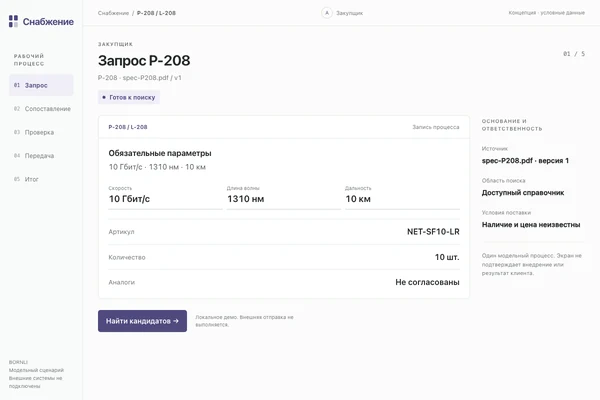 Снабжение
РАБОЧИЙ
ПРОЦЕСС
01 Запрос
02 Сопоставление
03 Проверка
04 Передача
05 Итог
BORNLI
Модельный сценарий
Внешние системы не
подключены
Снабжение / P-208 / L-208
А Закупщик
Концепция · условные данные
ЗАКУПЩИК
Запрос P-208
P-208 · spec-P208.pdf / v1
Готов к поиску
01 / 5
P-208 / L-208
Запись процесса
Обязательные параметры
10 Гбит/с · 1310 нм · 10 км
Скорость
10 Гбит/с
Длина волны
1310 нм
Дальность
10 км
Артикул
NET-SF10-LR
Количество
10 шт.
Аналоги
Не согласованы
Найти кандидатов →
Локальное демо. Внешняя отправка не
выполняется.
ОСНОВАНИЕ И
ОТВЕТСТВЕННОСТЬ
Источник
spec-P208.pdf · версия 1
Область поиска
Доступный справочник
Условия поставки
Наличие и цена неизвестны
Один модельный процесс. Экран не
подтверждает внедрение или
результат клиента.